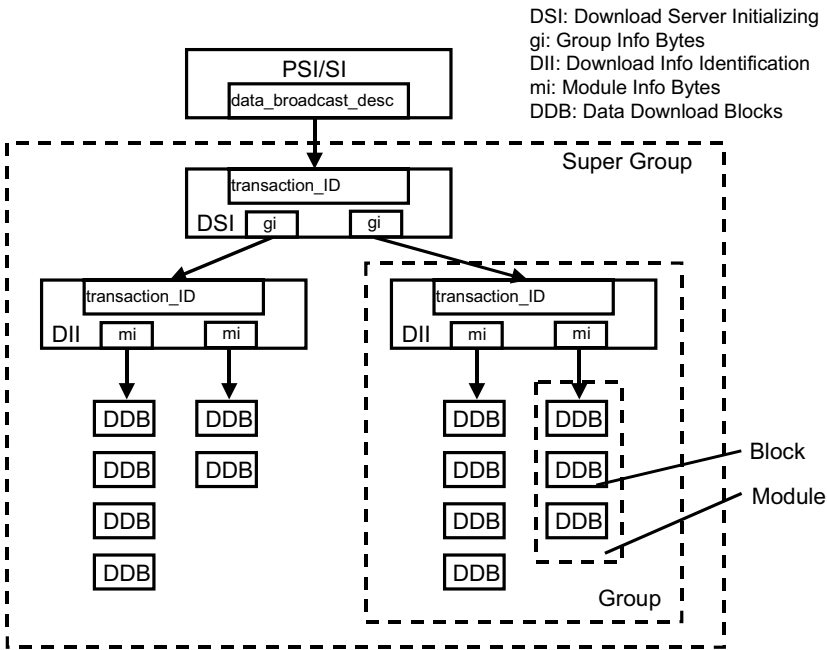 DSI: Download Server Initializing
gi: Group Info Bytes
DII: Download Info Identification
mi: Module Info Bytes
DDB: Data Download Blocks
PSI/SI
data_broadcast_desc
Super Group
transaction_ID
DSI
gi
gi
transaction_ID
DII
mi
mi
transaction_ID
DII
mi
mi
DDB
DDB
DDB
DDB
DDB
DDB
DDB
DDB
DDB
DDB
DDB
DDB
DDB
Block
Module
Group